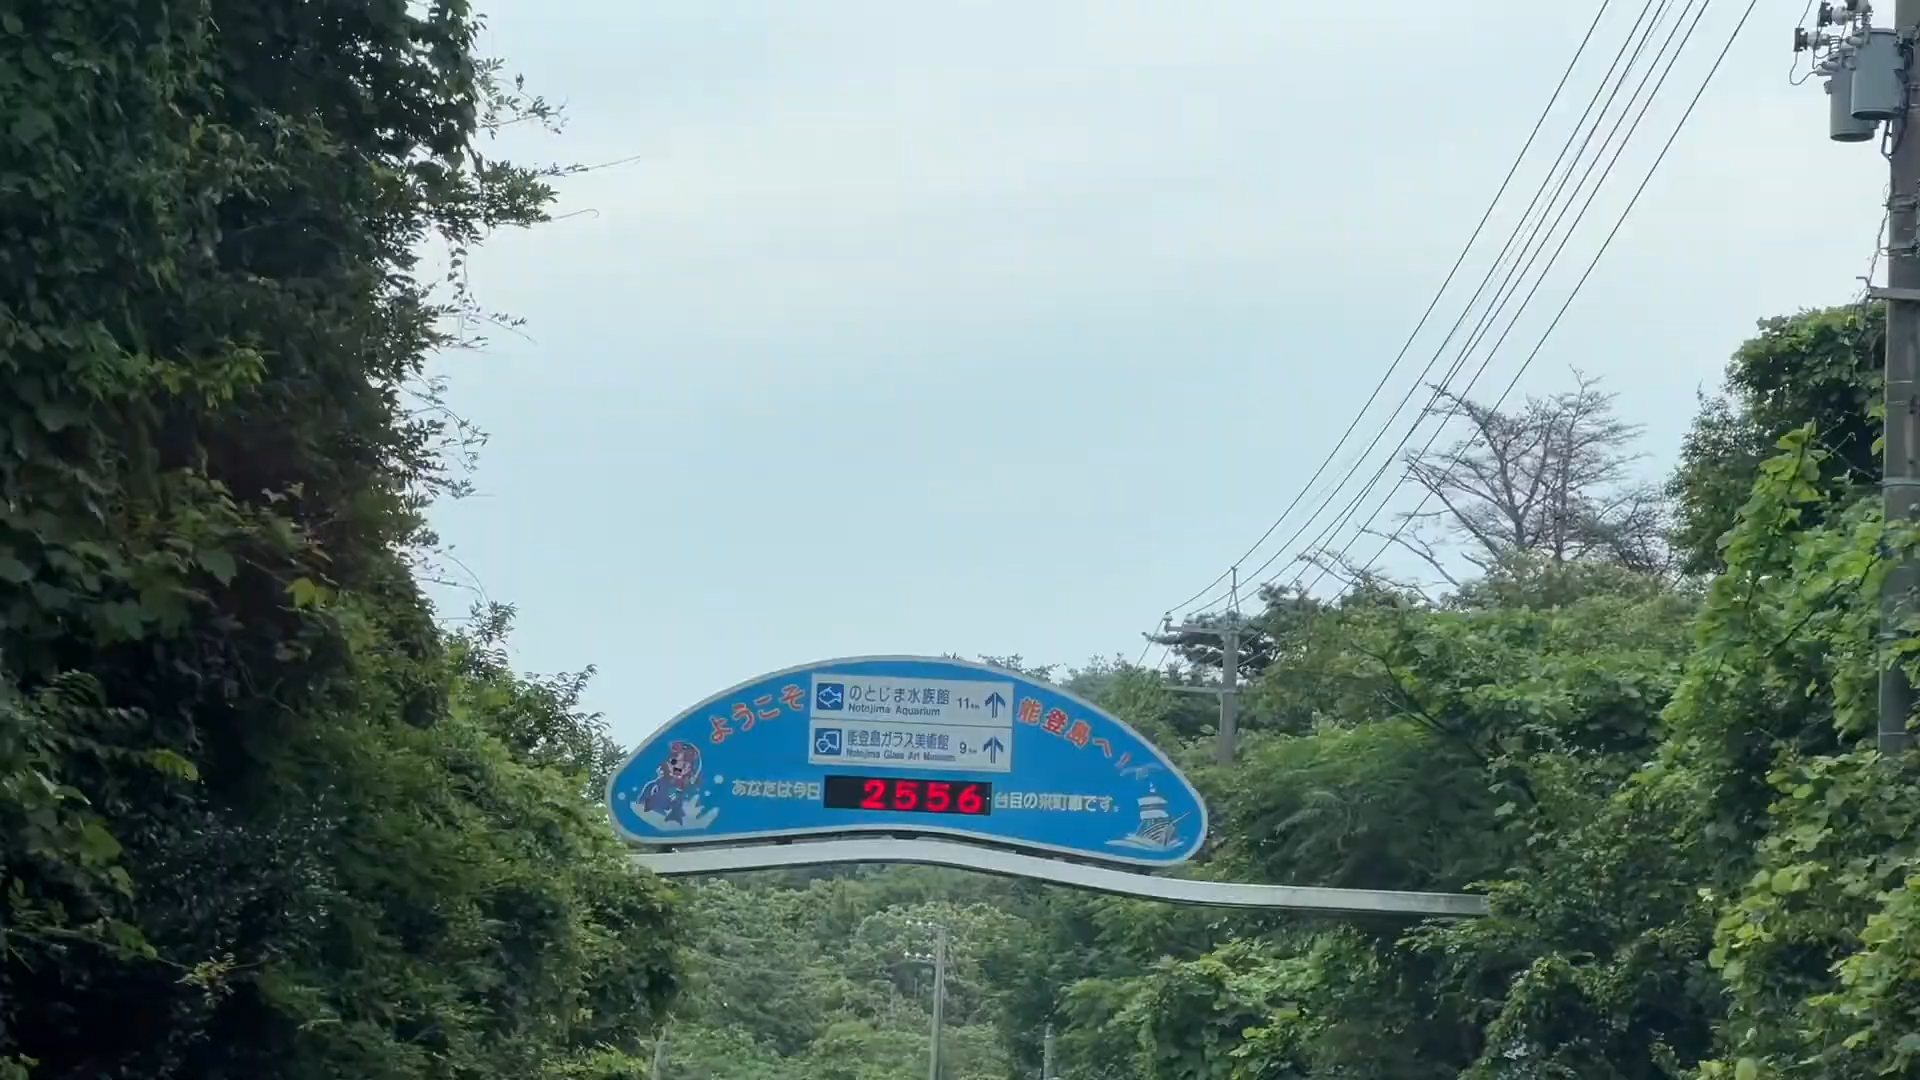 ようこそ
のとじま水族館 11km
Notojima Aquarium
能登島ガラス美術館 9km
Notojima Glass Art Museum
能登島へ!
あなたは今日 2556 台目の来町車です。